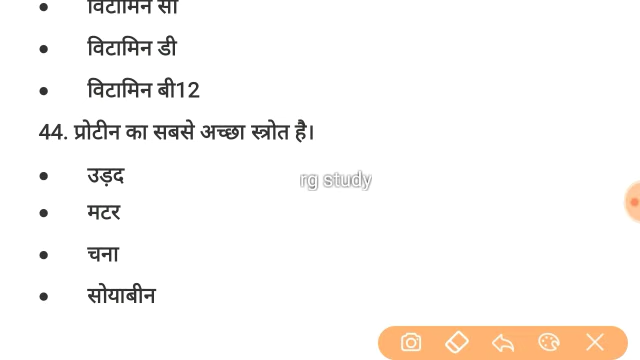 विटामिन सी
विटामिन डी
विटामिन बी12
44. प्रोटीन का सबसे अच्छा स्त्रोत है।
उड़द
rg study
मटर
चना
सोयाबीन